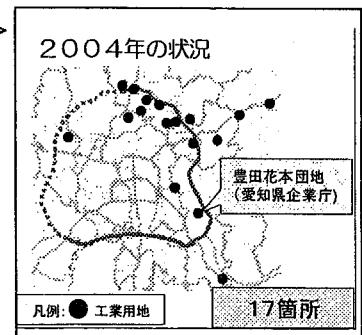 2004年の状況
豊田花本団地
(愛知県企業庁)
凡例: ● 工業用地
17箇所